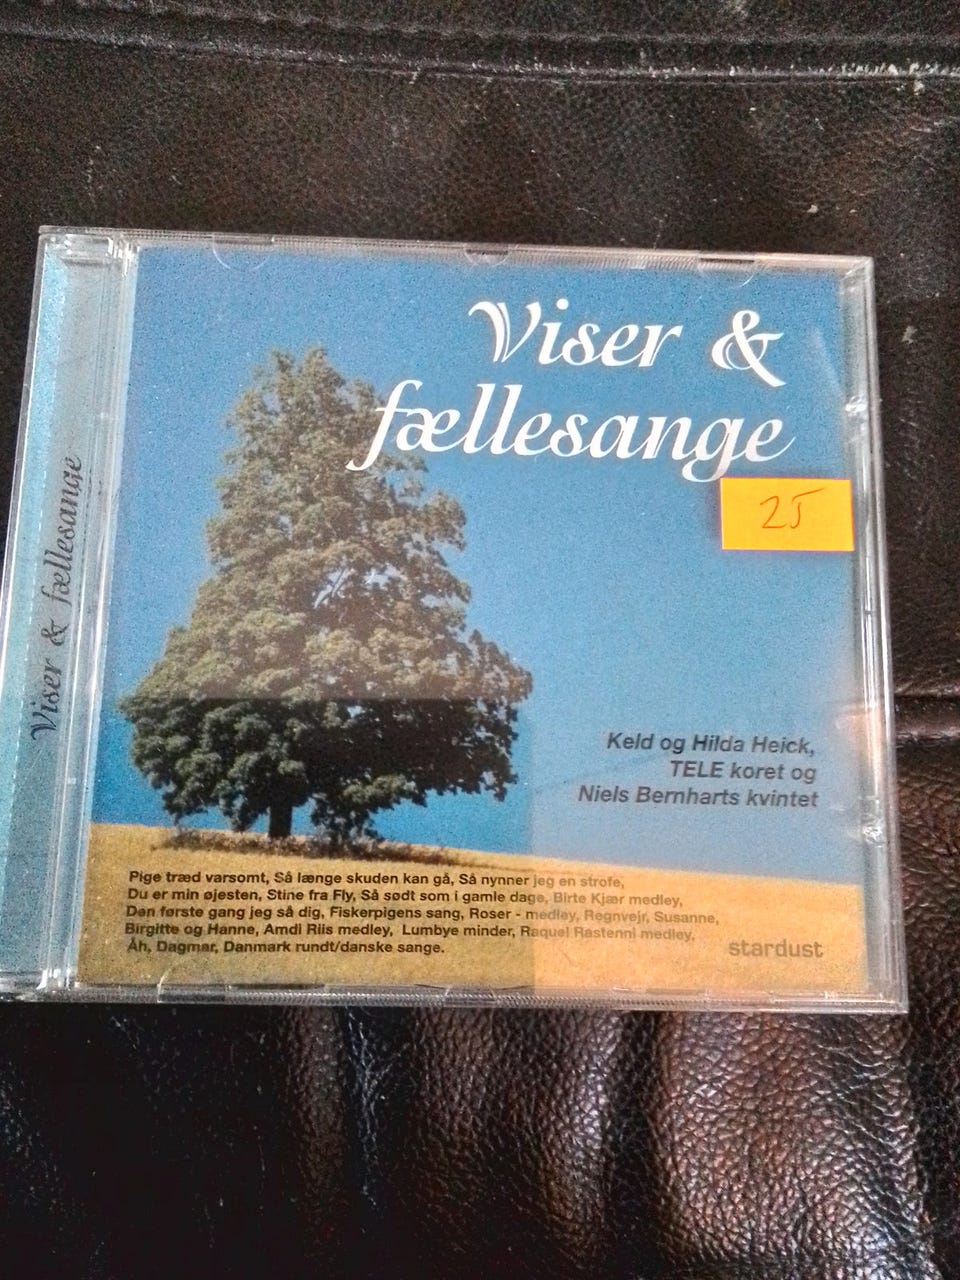 Viser &
fællesange
25
Viser & fællesange
Keld og Hilda Heick,
TELE koret og
Niels Bernharts kvintet
Pige træd varsomt, Så længe skuden kan gå, Så nynner jeg en strofe,
Du er min øjesten, Stine fra Fly, Så sødt som i gamle dage, Birte Kjær medley,
Den første gang jeg så dig, Fiskerpigens sang, Roser - medley, Regnvejr, Susanne,
Birgitte og Hanne, Amdi Riis medley, Lumbye minder, Raquel Rastenni medley,
Åh, Dagmar, Danmark rundt/danske sange.
stardust